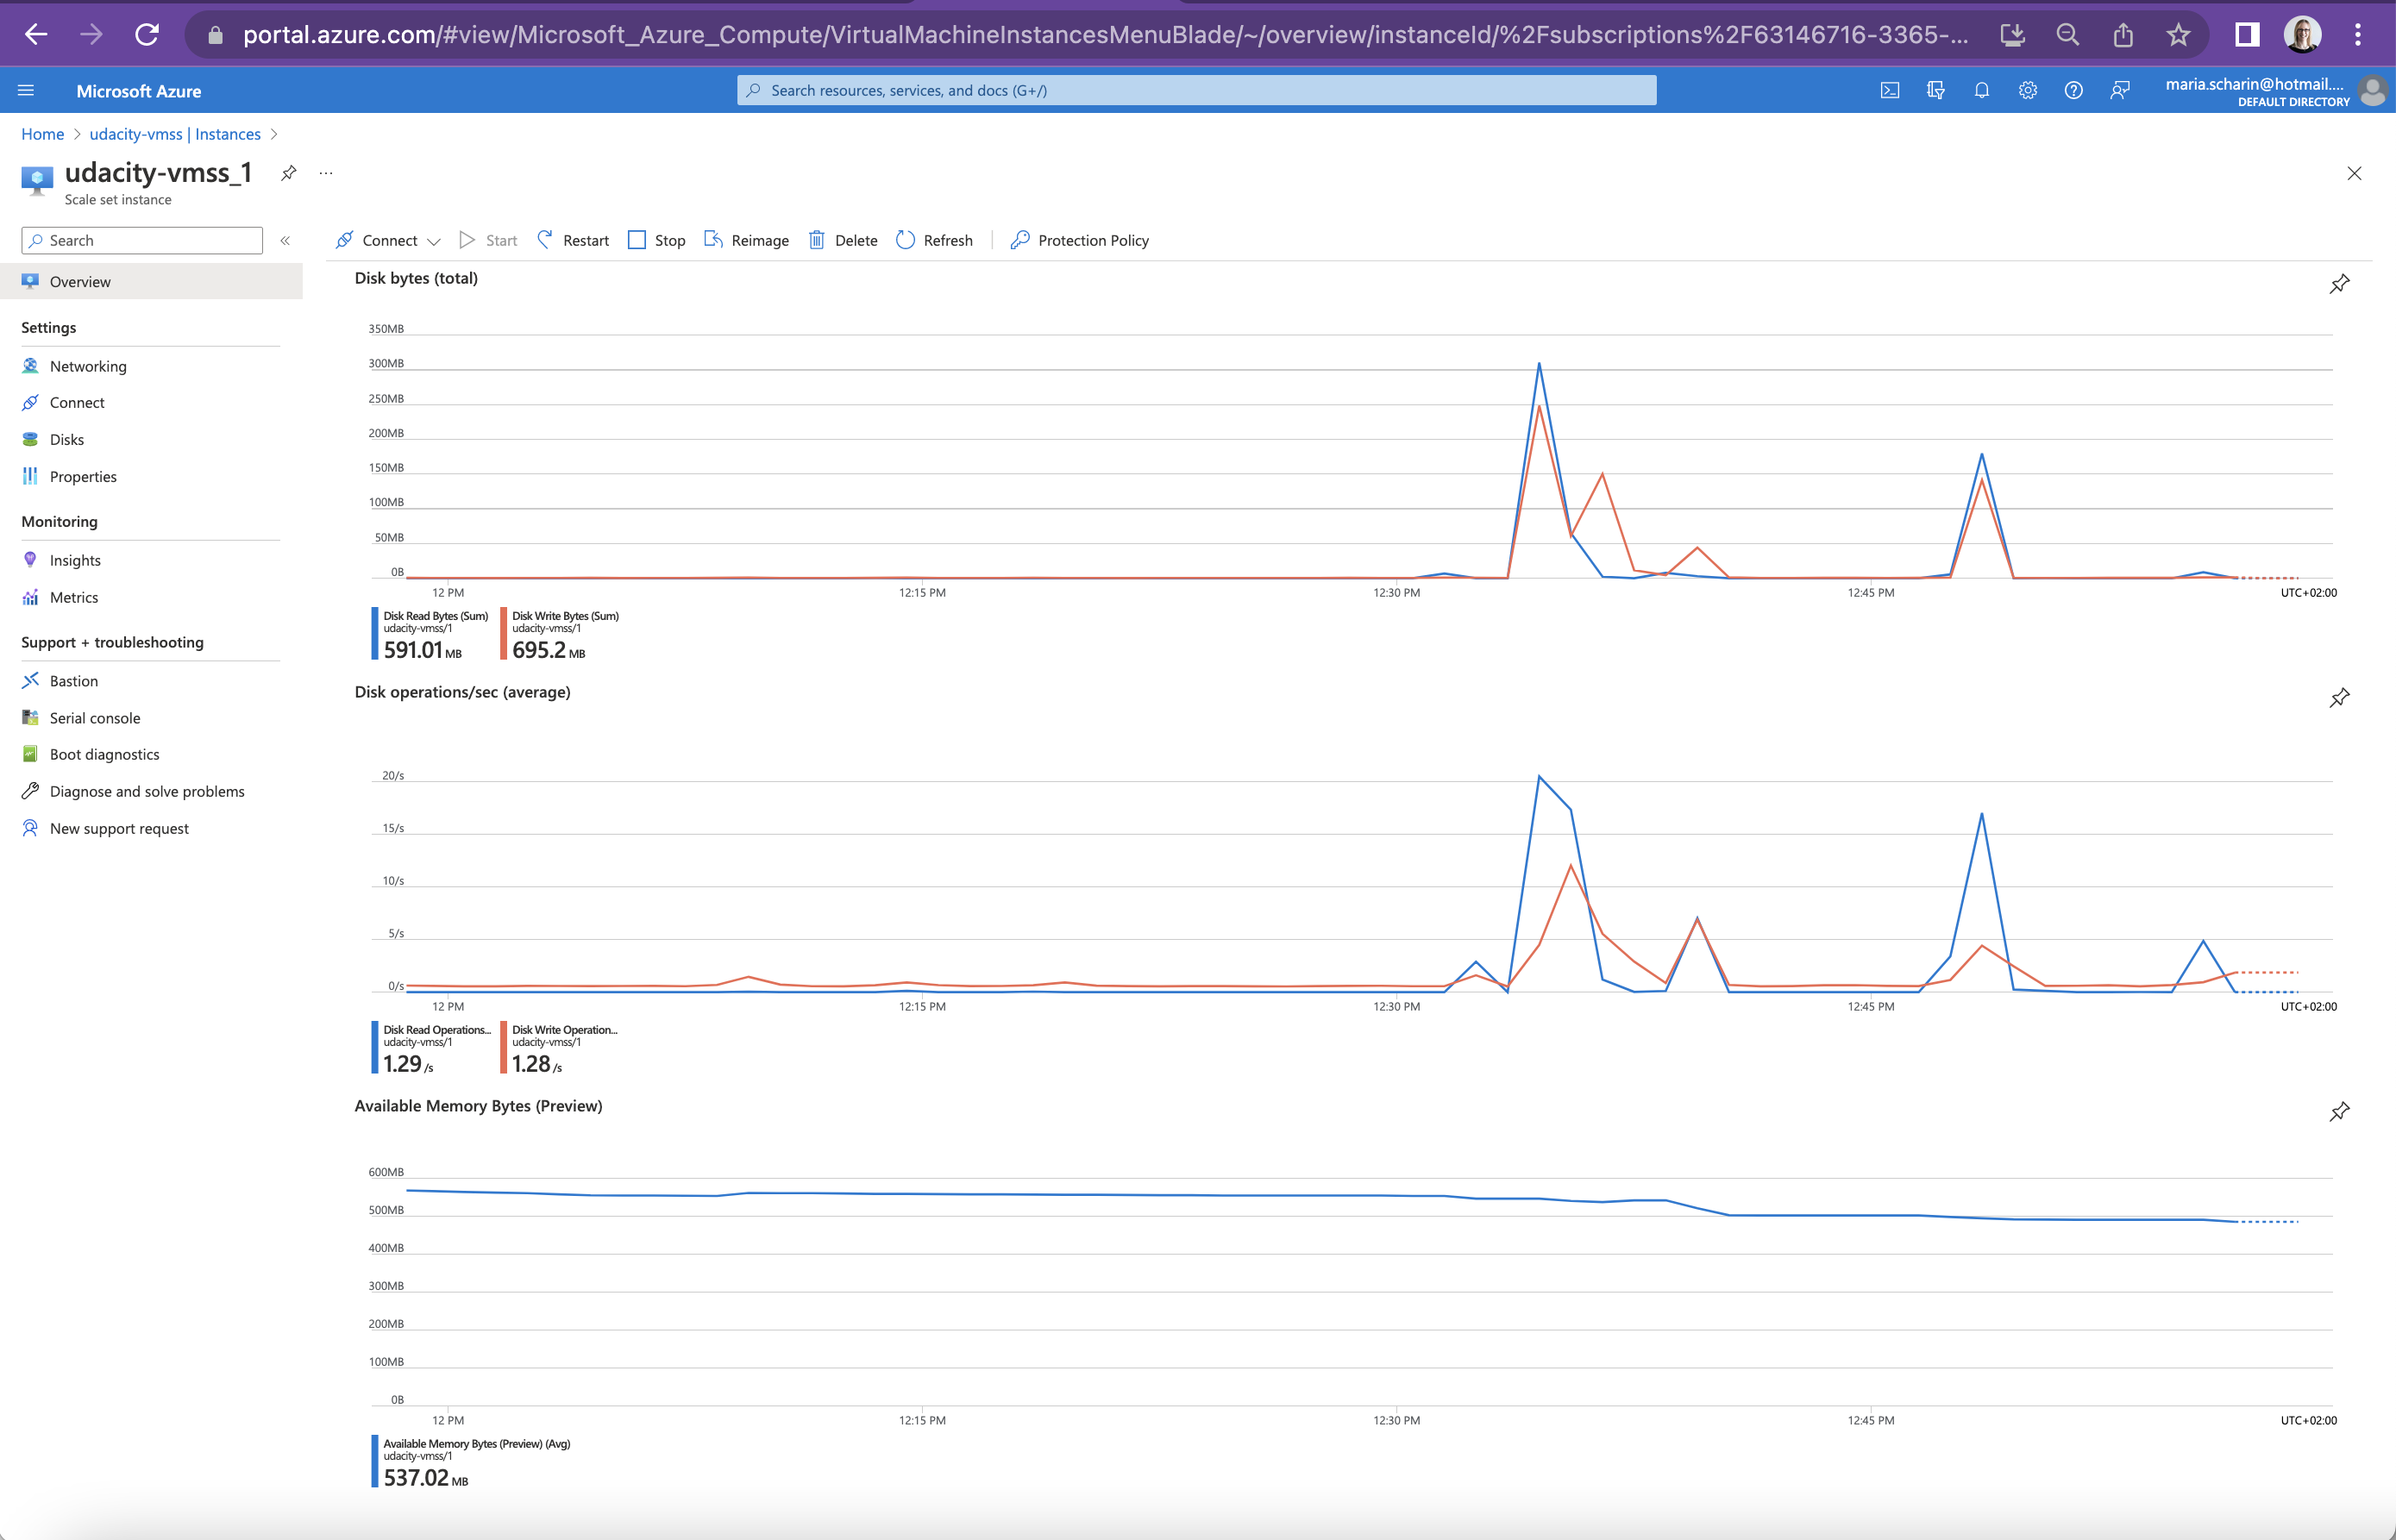 portal.azure.com/#view/Microsoft_Azure_Compute/VirtualMachineInstancesMenuBlade/~/overview/instanceId/%2Fsubscriptions%2F63146716-3365-...
Microsoft Azure
Search resources, services, and docs (G+/)
maria.scharin@hotmail....
DEFAULT DIRECTORY
Home > udacity-vmss | Instances >
udacity-vmss_1
...
Scale set instance
Search
«
Connect Start Restart Stop Reimage Delete Refresh | Protection Policy
Overview
Settings
Networking
Connect
Disks
Properties
Monitoring
Insights
Metrics
Support + troubleshooting
Bastion
Serial console
Boot diagnostics
Diagnose and solve problems
New support request
Disk bytes (total)
350MB
300MB
250MB
200MB
150MB
100MB
50MB
0B
12 PM 12:15 PM 12:30 PM 12:45 PM UTC+02:00
Disk Read Bytes (Sum)
udacity-vmss/1
591.01 MB
Disk Write Bytes (Sum)
udacity-vmss/1
695.2 MB
Disk operations/sec (average)
20/s
15/s
10/s
5/s
0/s
12 PM 12:15 PM 12:30 PM 12:45 PM UTC+02:00
Disk Read Operations...
udacity-vmss/1
1.29 /s
Disk Write Operation...
udacity-vmss/1
1.28 /s
Available Memory Bytes (Preview)
600MB
500MB
400MB
300MB
200MB
100MB
0B
12 PM 12:15 PM 12:30 PM 12:45 PM UTC+02:00
Available Memory Bytes (Preview) (Avg)
udacity-vmss/1
537.02 MB